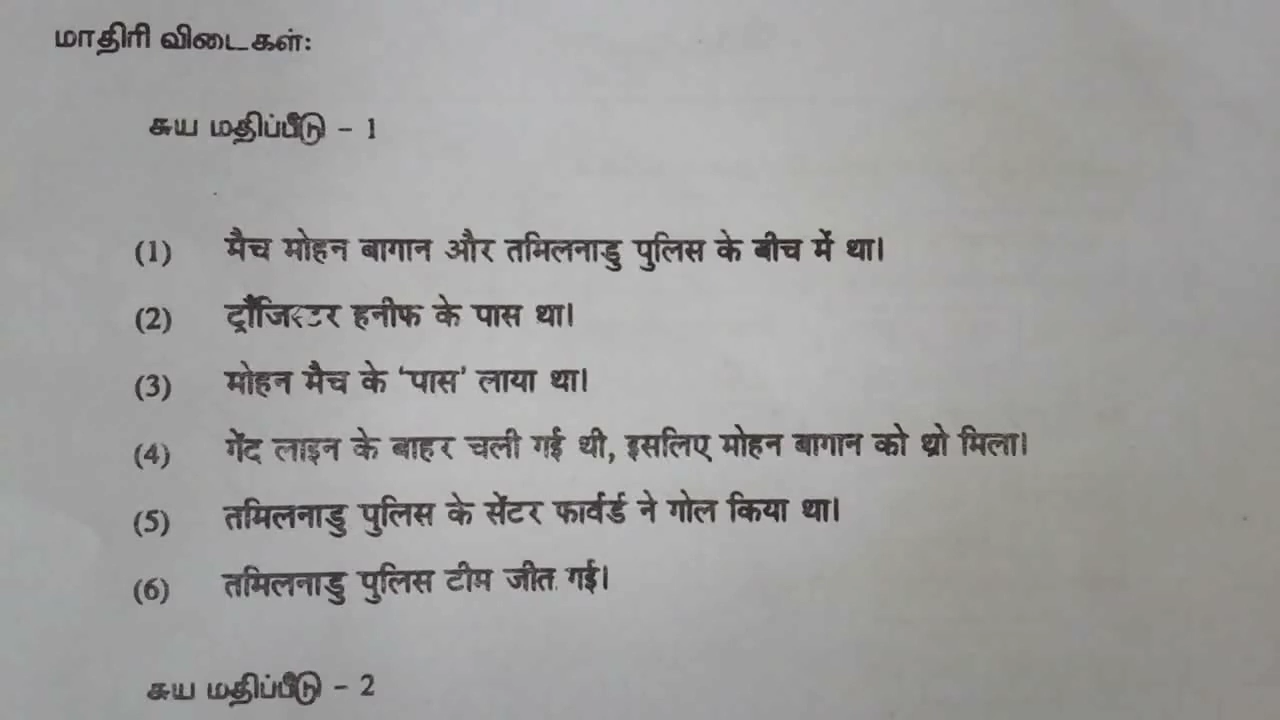 மாதிரி விடைகள்:
சுய மதிப்பீடு - 1
(1) मैच मोहन बागान और तमिलनाडु पुलिस के बीच में था।
(2) ट्राँजिस्टर हनीफ के पास था।
(3) मोहन मैच के ‘पास’ लाया था।
(4) गेंद लाइन के बाहर चली गई थी, इसलिए मोहन बागान को थ्रो मिला।
(5) तमिलनाडु पुलिस के सेंटर फार्वर्ड ने गोल किया था।
(6) तमिलनाडु पुलिस टीम जीत गई।
சுய மதிப்பீடு - 2